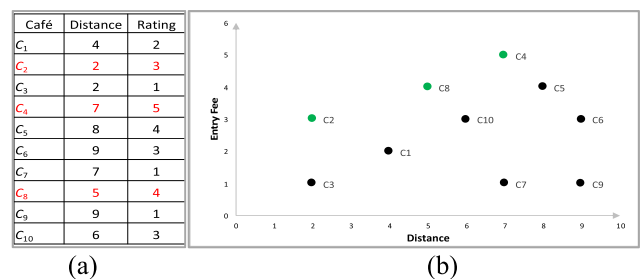 Café Distance Rating
C1 4 2
C2 2 3
C3 2 1
C4 7 5
C5 8 4
C6 9 3
C7 7 1
C8 5 4
C9 9 1
C10 6 3
(a)
Entry Fee
6
5
4
3
2
1
0
C4
C8
C5
C2
C10
C6
C1
C3
C7
C9
0 1 2 3 4 5 6 7 8 9 10
Distance
(b)